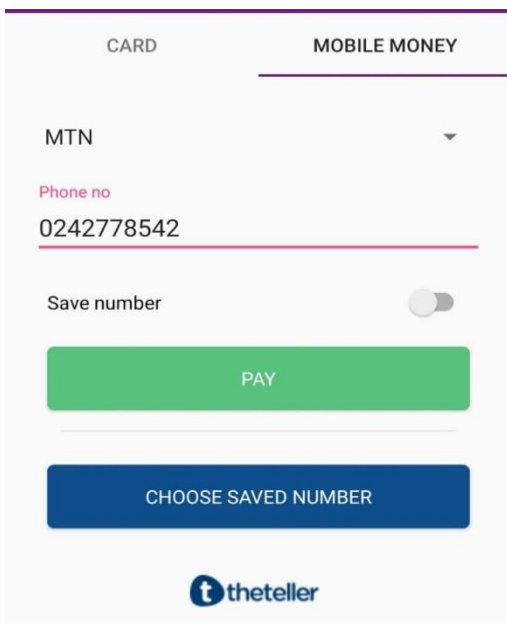 CARD MOBILE MONEY
MTN
Phone no
0242778542
Save number
PAY
CHOOSE SAVED NUMBER
theteller